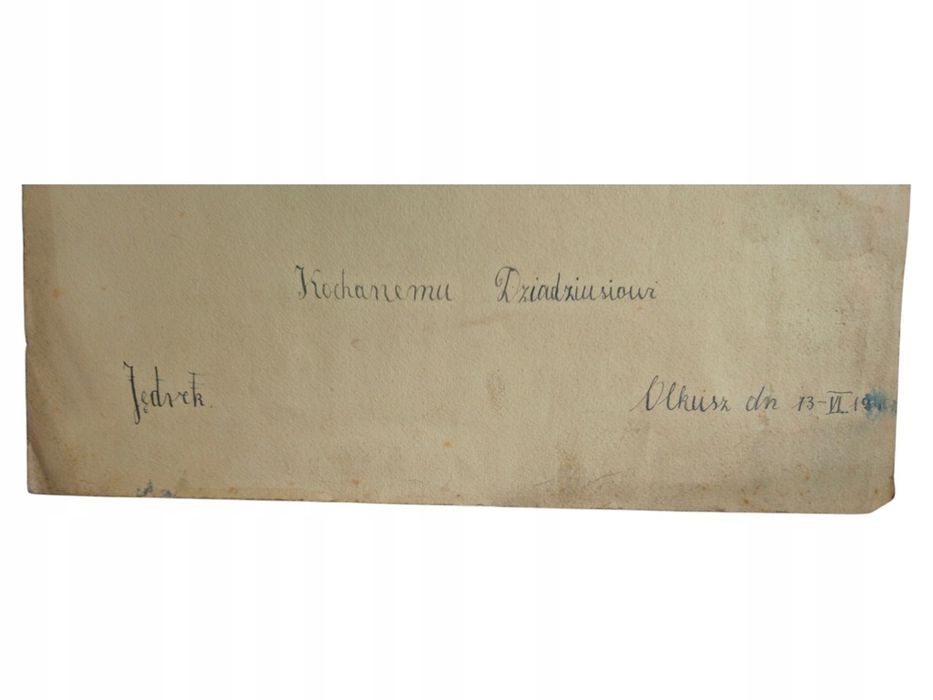 Kochanemu Dziadziusiowi
Jędrek.
Olkusz dn 13-VI 19